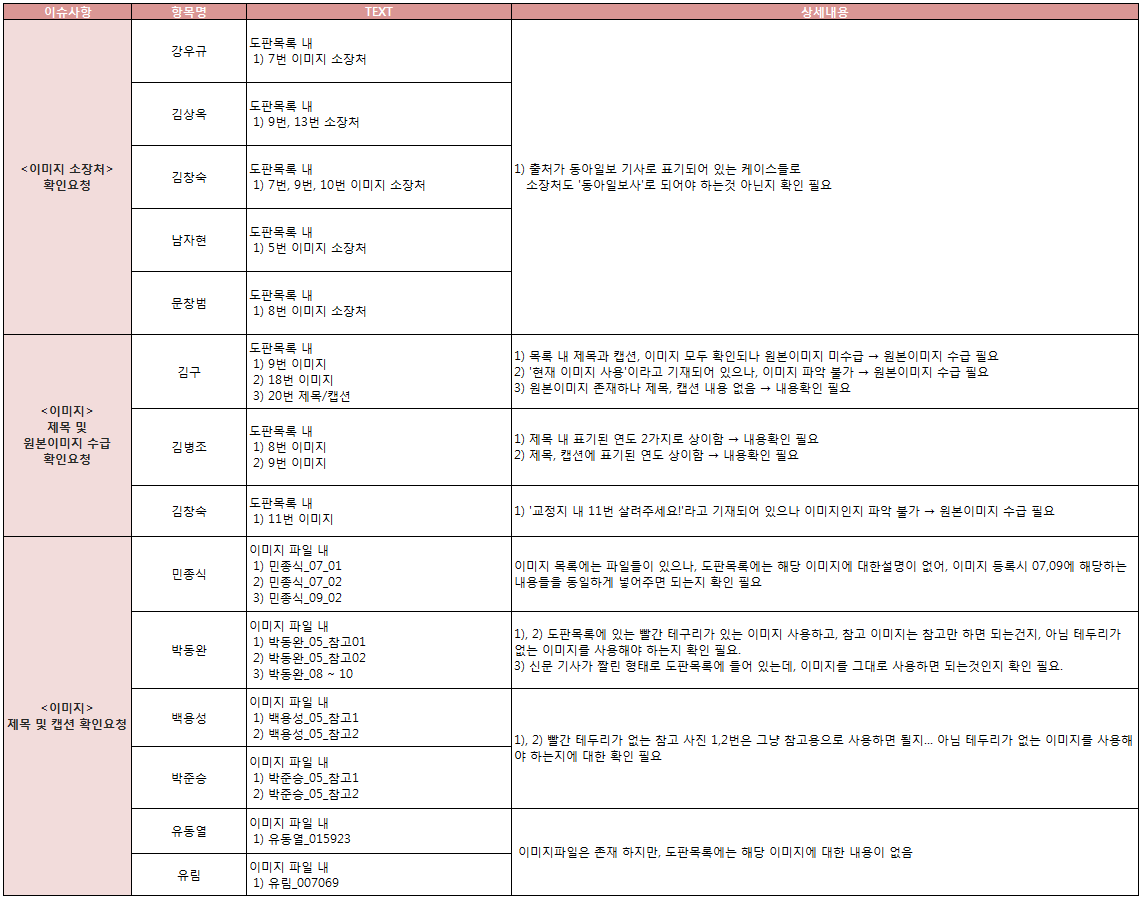 이슈사항 항목명 TEXT 상세내용
<이미지 소장처>
확인요청
강우규
도판목록 내
1) 7번 이미지 소장처
김상옥
도판목록 내
1) 9번, 13번 소장처
김창숙
도판목록 내
1) 7번, 9번, 10번 이미지 소장처
남자현
도판목록 내
1) 5번 이미지 소장처
문창범
도판목록 내
1) 8번 이미지 소장처
1) 출처가 동아일보 기사로 표기되어 있는 케이스들로
소장처도 '동아일보사'로 되어야 하는것 아닌지 확인 필요
<이미지>
제목 및
원본이미지 수급
확인요청
김구
도판목록 내
1) 9번 이미지
2) 18번 이미지
3) 20번 제목/캡션
1) 목록 내 제목과 캡션, 이미지 모두 확인되나 원본이미지 미수급 → 원본이미지 수급 필요
2) '현재 이미지 사용'이라고 기재되어 있으나, 이미지 파악 불가 → 원본이미지 수급 필요
3) 원본이미지 존재하나 제목, 캡션 내용 없음 → 내용확인 필요
김병조
도판목록 내
1) 8번 이미지
2) 9번 이미지
1) 제목 내 표기된 연도 2가지로 상이함 → 내용확인 필요
2) 제목, 캡션에 표기된 연도 상이함 → 내용확인 필요
김창숙
도판목록 내
1) 11번 이미지
1) '교정지 내 11번 살려주세요!'라고 기재되어 있으나 이미지인지 파악 불가 → 원본이미지 수급 필요
<이미지>
제목 및 캡션 확인요청
민종식
이미지 파일 내
1) 민종식_07_01
2) 민종식_07_02
3) 민종식_09_02
이미지 목록에는 파일들이 있으나, 도판목록에는 해당 이미지에 대한설명이 없어, 이미지 등록시 07,09에 해당하는
내용들을 동일하게 넣어주면 되는지 확인 필요
박동완
이미지 파일 내
1) 박동완_05_참고01
2) 박동완_05_참고02
3) 박동완_08 ~ 10
1), 2) 도판목록에 있는 빨간 테구리가 있는 이미지 사용하고, 참고 이미지는 참고만 하면 되는건지, 아님 테두리가
없는 이미지를 사용해야 하는지 확인 필요.
3) 신문 기사가 짤린 형태로 도판목록에 들어 있는데, 이미지를 그대로 사용하면 되는것인지 확인 필요.
백용성
이미지 파일 내
1) 백용성_05_참고1
2) 백용성_05_참고2
박준승
이미지 파일 내
1) 박준승_05_참고1
2) 박준승_05_참고2
1), 2) 빨간 테두리가 없는 참고 사진 1,2번은 그냥 참고용으로 사용하면 될지... 아님 테두리가 없는 이미지를 사용해
야 하는지에 대한 확인 필요
유동열
이미지 파일 내
1) 유동열_015923
유림
이미지 파일 내
1) 유림_007069
이미지파일은 존재 하지만, 도판목록에는 해당 이미지에 대한 내용이 없음